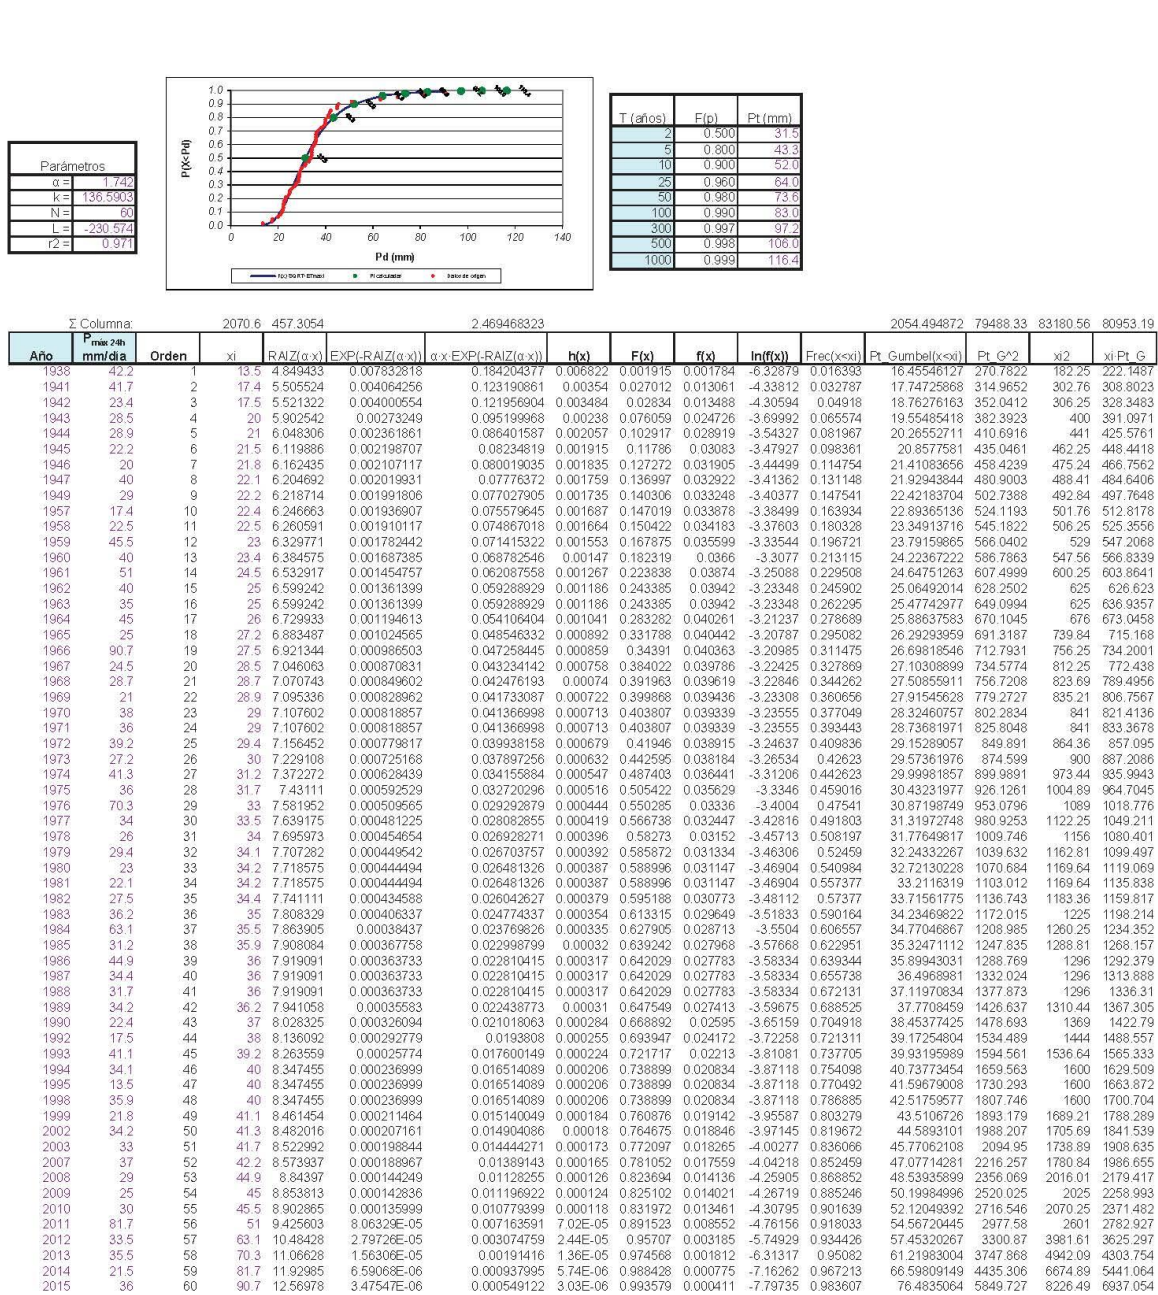 Parámetros
α = 1.742
k = 136.5903
N = 60
L = -230.574
r2 = 0.971
P(X<Pd)
1.0
0.9
0.8
0.7
0.6
0.5
0.4
0.3
0.2
0.1
0.0
0 20 40 60 80 100 120 140
Pd (mm)
T (años) F(p) Pt (mm)
2 0.500 31.5
5 0.800 43.3
10 0.900 52.0
25 0.960 64.0
50 0.980 73.6
100 0.990 83.0
300 0.997 97.2
500 0.998 106.0
1000 0.999 116.4
Σ Columna: 2070.6 457.3054 2.469468323 2054.494872 79488.33 83180.56 80953.19
Año Pmáx 24h mm/dia Orden xi RAIZ(α·x) EXP(-RAIZ(α·x)) α·x·EXP(-RAIZ(α·x)) h(x) F(x) f(x) ln(f(x)) Frec(x<xi) Pt_Gumbel(x<xi) Pt_G^2 xi2 xi·Pt_G
1938 42.2 1 13.5 4.849433 0.007832818 0.184204377 0.006822 0.001915 0.001784 -6.32879 0.016393 16.45546127 270.7822 182.25 222.1487
1941 41.7 2 17.4 5.505524 0.004064307 0.123190861 0.00354 0.027012 0.013061 -4.33812 0.032787 17.74725868 314.9652 302.76 308.8023
1942 23.4 3 17.5 5.521322 0.004000554 0.121956904 0.003484 0.02834 0.013488 -4.30594 0.04918 18.76276163 352.0412 306.25 328.3483
1943 28.5 4 20 5.902542 0.00273249 0.095199968 0.00238 0.076059 0.024726 -3.69992 0.065574 19.55485418 382.3923 400 391.0971
1944 28.9 5 21 6.048306 0.002361861 0.086401587 0.002057 0.102917 0.028919 -3.54327 0.081967 20.26552711 410.6916 441 425.5761
1945 22.2 6 21.5 6.119886 0.002198707 0.08234819 0.001915 0.11786 0.03083 -3.47927 0.098361 20.8577581 435.0461 462.25 448.4418
1946 20 7 21.8 6.162435 0.002107117 0.080019035 0.001835 0.127272 0.031905 -3.44499 0.114754 21.41083656 458.4239 475.24 466.7562
1947 40 8 22.1 6.204692 0.002019931 0.07776372 0.001759 0.136997 0.032922 -3.41362 0.131148 21.92943844 480.9003 488.41 484.6406
1949 29 9 22.2 6.218714 0.001991806 0.077027905 0.001735 0.140306 0.033248 -3.40377 0.147541 22.42183704 502.7388 492.84 497.7648
1957 17.4 10 22.4 6.246663 0.001936907 0.075579645 0.001687 0.147019 0.033878 -3.38499 0.163934 22.89365136 524.1193 501.76 512.8178
1958 22.5 11 22.5 6.260591 0.001910117 0.074867018 0.001664 0.150422 0.034183 -3.37603 0.180328 23.34913716 545.1822 506.25 525.3556
1959 45.5 12 23 6.329771 0.001782442 0.071415322 0.001553 0.167875 0.035599 -3.33544 0.196721 23.79159865 566.0402 529 547.2068
1960 40 13 23.4 6.384575 0.001687385 0.068782546 0.00147 0.182319 0.0366 -3.3077 0.213115 24.22367222 586.7863 547.56 566.8339
1961 51 14 24.5 6.532917 0.001454757 0.062087558 0.001267 0.223838 0.03874 -3.25088 0.229508 24.64751263 607.4999 600.25 603.8641
1962 40 15 25 6.599242 0.001361399 0.059288929 0.001186 0.243385 0.03942 -3.23348 0.245902 25.06492014 628.2502 625 626.623
1963 35 16 25 6.599242 0.001361399 0.059288929 0.001186 0.243385 0.03942 -3.23348 0.262295 25.47742977 649.0994 625 636.9357
1964 45 17 26 6.729933 0.001194613 0.054106404 0.001041 0.283282 0.040261 -3.21237 0.278689 25.88637583 670.1045 676 673.0458
1965 25 18 27.2 6.883487 0.001024565 0.048546332 0.000892 0.331788 0.040442 -3.20787 0.295082 26.29293959 691.3187 739.84 715.168
1966 90.7 19 27.5 6.921344 0.000986503 0.047258445 0.000859 0.34391 0.040363 -3.20985 0.311475 26.69818546 712.7931 756.25 734.2001
1967 24.5 20 28.5 7.046063 0.000870831 0.043234142 0.000758 0.384022 0.039786 -3.22425 0.327869 27.10308899 734.5774 812.25 772.438
1968 28.7 21 28.7 7.070743 0.000849602 0.042476193 0.00074 0.391963 0.039619 -3.22846 0.344262 27.50855911 756.7208 823.69 789.4956
1969 21 22 28.9 7.095336 0.000828962 0.041733087 0.000722 0.399868 0.039436 -3.23308 0.360656 27.91545628 779.2727 835.21 806.7567
1970 38 23 29 7.107602 0.000818857 0.041366998 0.000713 0.403807 0.039339 -3.23555 0.377049 28.32460757 802.2834 841 821.4136
1971 36 24 29 7.107602 0.000818857 0.041366998 0.000713 0.403807 0.039339 -3.23555 0.393443 28.73681971 825.8048 841 833.3678
1972 39.2 25 29.4 7.156452 0.000779817 0.039938158 0.000679 0.41946 0.038915 -3.24637 0.409836 29.15289057 849.891 864.36 857.095
1973 27.2 26 30 7.229108 0.000725168 0.037897256 0.000632 0.442595 0.038184 -3.26534 0.42623 29.57361976 874.599 900 887.2086
1974 41.3 27 31.2 7.372272 0.000628439 0.034155884 0.000547 0.487403 0.036441 -3.31206 0.442623 29.99981857 899.9891 973.44 935.9943
1975 36 28 31.7 7.43111 0.000592529 0.032720296 0.000516 0.505422 0.035629 -3.3346 0.459016 30.43231977 926.1261 1004.89 964.7045
1976 70.3 29 33 7.581952 0.000509565 0.029292879 0.000444 0.550285 0.03336 -3.4004 0.47541 30.87198749 953.0796 1089 1018.776
1977 34 30 33.5 7.639175 0.000481225 0.028082855 0.000419 0.566738 0.032447 -3.42816 0.491803 31.31972748 980.9253 1122.25 1049.211
1978 26 31 34 7.695973 0.000454654 0.026928271 0.000396 0.58273 0.03152 -3.45713 0.508197 31.77649817 1009.746 1156 1080.401
1979 29.4 32 34.1 7.707282 0.000449542 0.026703757 0.000392 0.585872 0.031334 -3.46306 0.52459 32.24332267 1039.632 1162.81 1099.497
1980 23 33 34.2 7.718575 0.000444494 0.026481326 0.000387 0.588996 0.031147 -3.46904 0.540984 32.72130228 1070.684 1169.64 1119.069
1981 22.1 34 34.2 7.718575 0.000444494 0.026481326 0.000387 0.588996 0.031147 -3.46904 0.557377 33.2116319 1103.012 1169.64 1135.838
1982 27.5 35 34.4 7.741111 0.000434588 0.026042627 0.000379 0.595188 0.030773 -3.48112 0.57377 33.71561775 1136.743 1183.36 1159.817
1983 36.2 36 35 7.808329 0.000406337 0.024774337 0.000354 0.613315 0.029649 -3.51833 0.590164 34.23469822 1172.015 1225 1198.214
1984 63.1 37 35.5 7.863905 0.00038437 0.023769826 0.000335 0.627905 0.028713 -3.5504 0.606557 34.77046867 1208.985 1260.25 1234.352
1985 31.2 38 35.9 7.908084 0.000367758 0.022998799 0.00032 0.639242 0.027968 -3.57668 0.622951 35.32471112 1247.835 1288.81 1268.157
1986 44.9 39 36 7.919091 0.000363733 0.022810415 0.000317 0.642029 0.027783 -3.58334 0.639344 35.89943031 1288.769 1296 1292.379
1987 34.4 40 36 7.919091 0.000363733 0.022810415 0.000317 0.642029 0.027783 -3.58334 0.655738 36.4968981 1332.024 1296 1313.888
1988 31.7 41 36 7.919091 0.000363733 0.022810415 0.000317 0.642029 0.027783 -3.58334 0.672131 37.11970834 1377.873 1296 1336.31
1989 34.2 42 36.2 7.941058 0.00035583 0.022438773 0.00031 0.647549 0.027413 -3.59675 0.688525 37.7708459 1426.637 1310.44 1367.305
1990 22.4 43 37 8.028325 0.000326094 0.021018063 0.000284 0.668892 0.02595 -3.65159 0.704918 38.45377425 1478.693 1369 1422.79
1992 17.5 44 38 8.136092 0.000292779 0.0193808 0.000255 0.693947 0.024172 -3.72258 0.721311 39.17254804 1534.489 1444 1488.557
1993 41.1 45 39.2 8.263559 0.00025774 0.017600149 0.000224 0.721717 0.02213 -3.81081 0.737705 39.93195989 1594.561 1536.64 1565.333
1994 34.1 46 40 8.347455 0.000236999 0.016514089 0.000206 0.738899 0.020834 -3.87118 0.754098 40.73773454 1659.563 1600 1629.509
1995 13.5 47 40 8.347455 0.000236999 0.016514089 0.000206 0.738899 0.020834 -3.87118 0.770492 41.59679008 1730.293 1600 1663.872
1998 35.9 48 40 8.347455 0.000236999 0.016514089 0.000206 0.738899 0.020834 -3.87118 0.786885 42.51759577 1807.746 1600 1700.704
1999 21.8 49 41.1 8.461454 0.000211464 0.015140049 0.000184 0.760876 0.019142 -3.95587 0.803279 43.5106726 1893.179 1689.21 1788.289
2002 34.2 50 41.3 8.482016 0.000207161 0.014904086 0.00018 0.764675 0.018846 -3.97145 0.819672 44.5893101 1988.207 1705.69 1841.539
2003 33 51 41.7 8.522992 0.000198844 0.014444271 0.000173 0.772097 0.018265 -4.00277 0.836066 45.77062108 2094.95 1738.89 1908.635
2007 37 52 42.2 8.573937 0.000188967 0.01389143 0.000165 0.781052 0.017559 -4.04218 0.852459 47.07714281 2216.257 1780.84 1986.655
2008 29 53 44.9 8.84397 0.000144249 0.01128255 0.000126 0.823694 0.014136 -4.25905 0.868852 48.53935899 2356.069 2016.01 2179.417
2009 25 54 45 8.853813 0.000142836 0.011196922 0.000124 0.825102 0.014021 -4.26719 0.885246 50.19984996 2520.025 2025 2258.993
2010 30 55 45.5 8.902865 0.000135999 0.010779399 0.000118 0.831972 0.013461 -4.30795 0.901639 52.12049392 2716.546 2070.25 2371.482
2011 81.7 56 51 9.425603 8.06329E-05 0.007163591 7.02E-05 0.891523 0.008552 -4.76156 0.918033 54.56720445 2977.58 2601 2782.927
2012 33.5 57 63.1 10.48428 2.79726E-05 0.003074759 2.44E-05 0.95707 0.003185 -5.74929 0.934426 57.45320267 3300.87 3981.61 3625.297
2013 35.5 58 70.3 11.06628 1.56306E-05 0.00191416 1.36E-05 0.974568 0.001812 -6.31317 0.95082 61.21983004 3747.868 4942.09 4303.754
2014 21.5 59 81.7 11.92985 6.59068E-06 0.000937995 5.74E-06 0.988428 0.000775 -7.16262 0.967213 66.59809149 4435.306 6674.89 5441.064
2015 36 60 90.7 12.56978 3.47547E-06 0.000549122 3.03E-06 0.993579 0.000411 -7.79735 0.983607 76.4835064 5849.727 8226.49 6937.054